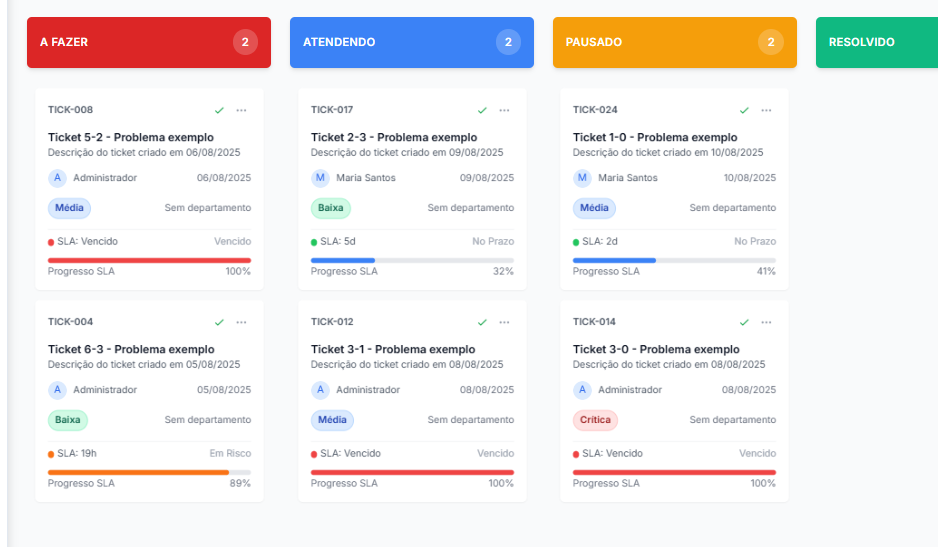 A FAZER 2
ATENDENDO 2
PAUSADO 2
RESOLVIDO
TICK-008
Ticket 5-2 - Problema exemplo
Descrição do ticket criado em 06/08/2025
A Administrador 06/08/2025
Média Sem departamento
SLA: Vencido Vencido
Progresso SLA 100%
TICK-004
Ticket 6-3 - Problema exemplo
Descrição do ticket criado em 05/08/2025
A Administrador 05/08/2025
Baixa Sem departamento
SLA: 19h Em Risco
Progresso SLA 89%
TICK-017
Ticket 2-3 - Problema exemplo
Descrição do ticket criado em 09/08/2025
M Maria Santos 09/08/2025
Baixa Sem departamento
SLA: 5d No Prazo
Progresso SLA 32%
TICK-012
Ticket 3-1 - Problema exemplo
Descrição do ticket criado em 08/08/2025
A Administrador 08/08/2025
Média Sem departamento
SLA: Vencido Vencido
Progresso SLA 100%
TICK-024
Ticket 1-0 - Problema exemplo
Descrição do ticket criado em 10/08/2025
M Maria Santos 10/08/2025
Média Sem departamento
SLA: 2d No Prazo
Progresso SLA 41%
TICK-014
Ticket 3-0 - Problema exemplo
Descrição do ticket criado em 08/08/2025
A Administrador 08/08/2025
Crítica Sem departamento
SLA: Vencido Vencido
Progresso SLA 100%